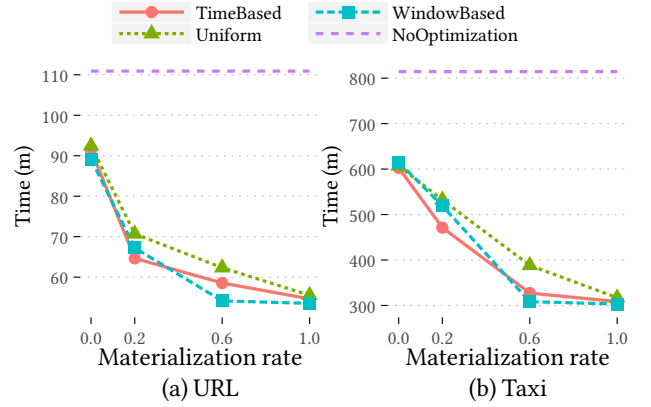 TimeBased WindowBased
Uniform NoOptimization
110
100
90
80
70
60
Time (m)
0.0 0.2 0.6 1.0
Materialization rate
(a) URL
800
600
500
400
300
Time (m)
0.0 0.2 0.6 1.0
Materialization rate
(b) Taxi